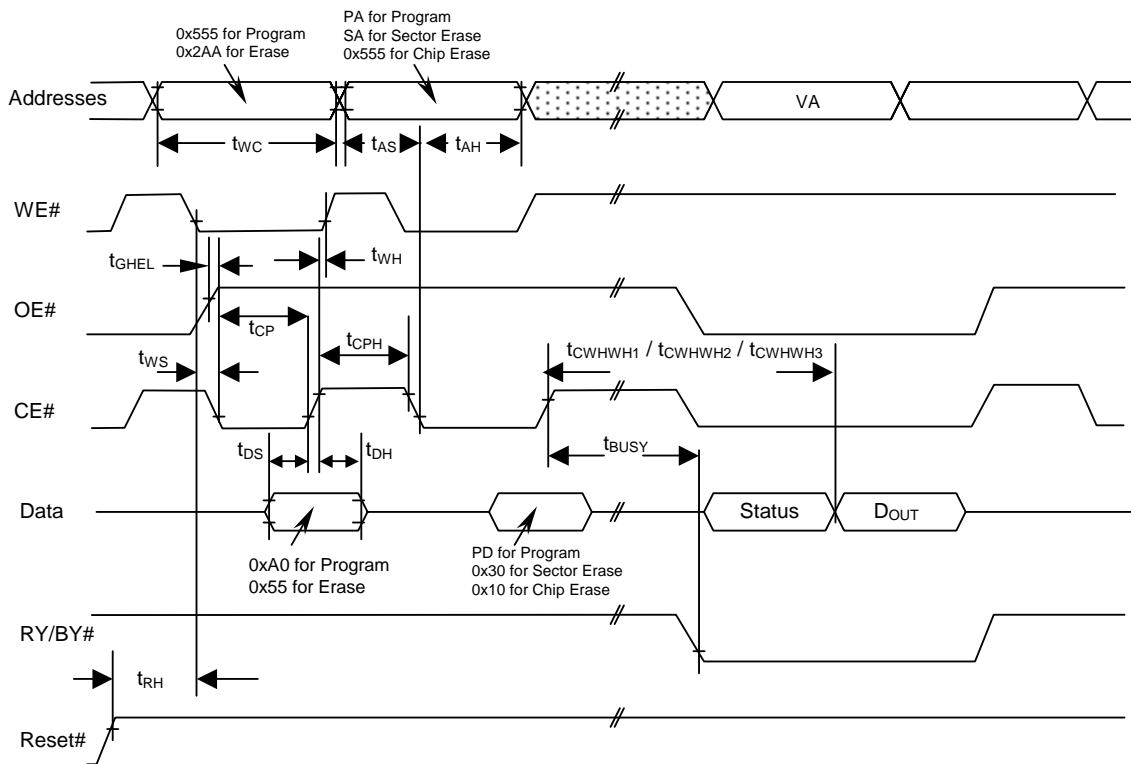 0x555 for Program
0x2AA for Erase
PA for Program
SA for Sector Erase
0x555 for Chip Erase
Addresses
VA
tWC
tAS
tAH
WE#
tGHEL
tWH
OE#
tCP
tCPH
tWS
tCWHWH1 / tCWHWH2 / tCWHWH3
CE#
tDS
tDH
tBUSY
Data
Status
DOUT
0xA0 for Program
0x55 for Erase
PD for Program
0x30 for Sector Erase
0x10 for Chip Erase
RY/BY#
tRH
Reset#